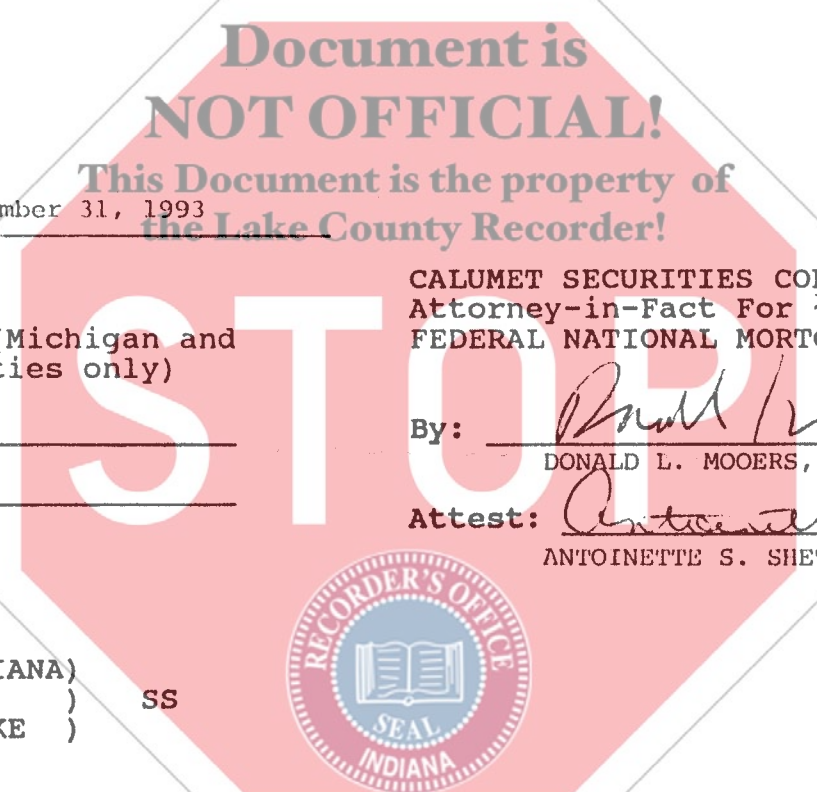 Document is
NOT OFFICIAL!
This Document is the property of
the Lake County Recorder!
mber 31, 1993
STOP
CALUMET SECURITIES CO
Attorney-in-Fact For
FEDERAL NATIONAL MORT
(Michigan and
ties only)
By:
DONALD L. MOOERS,
Attest:
ANTOINETTE S. SHE
RECORDER'S OFFICE
SEAL
INDIANA
IANA)
) SS
KE )